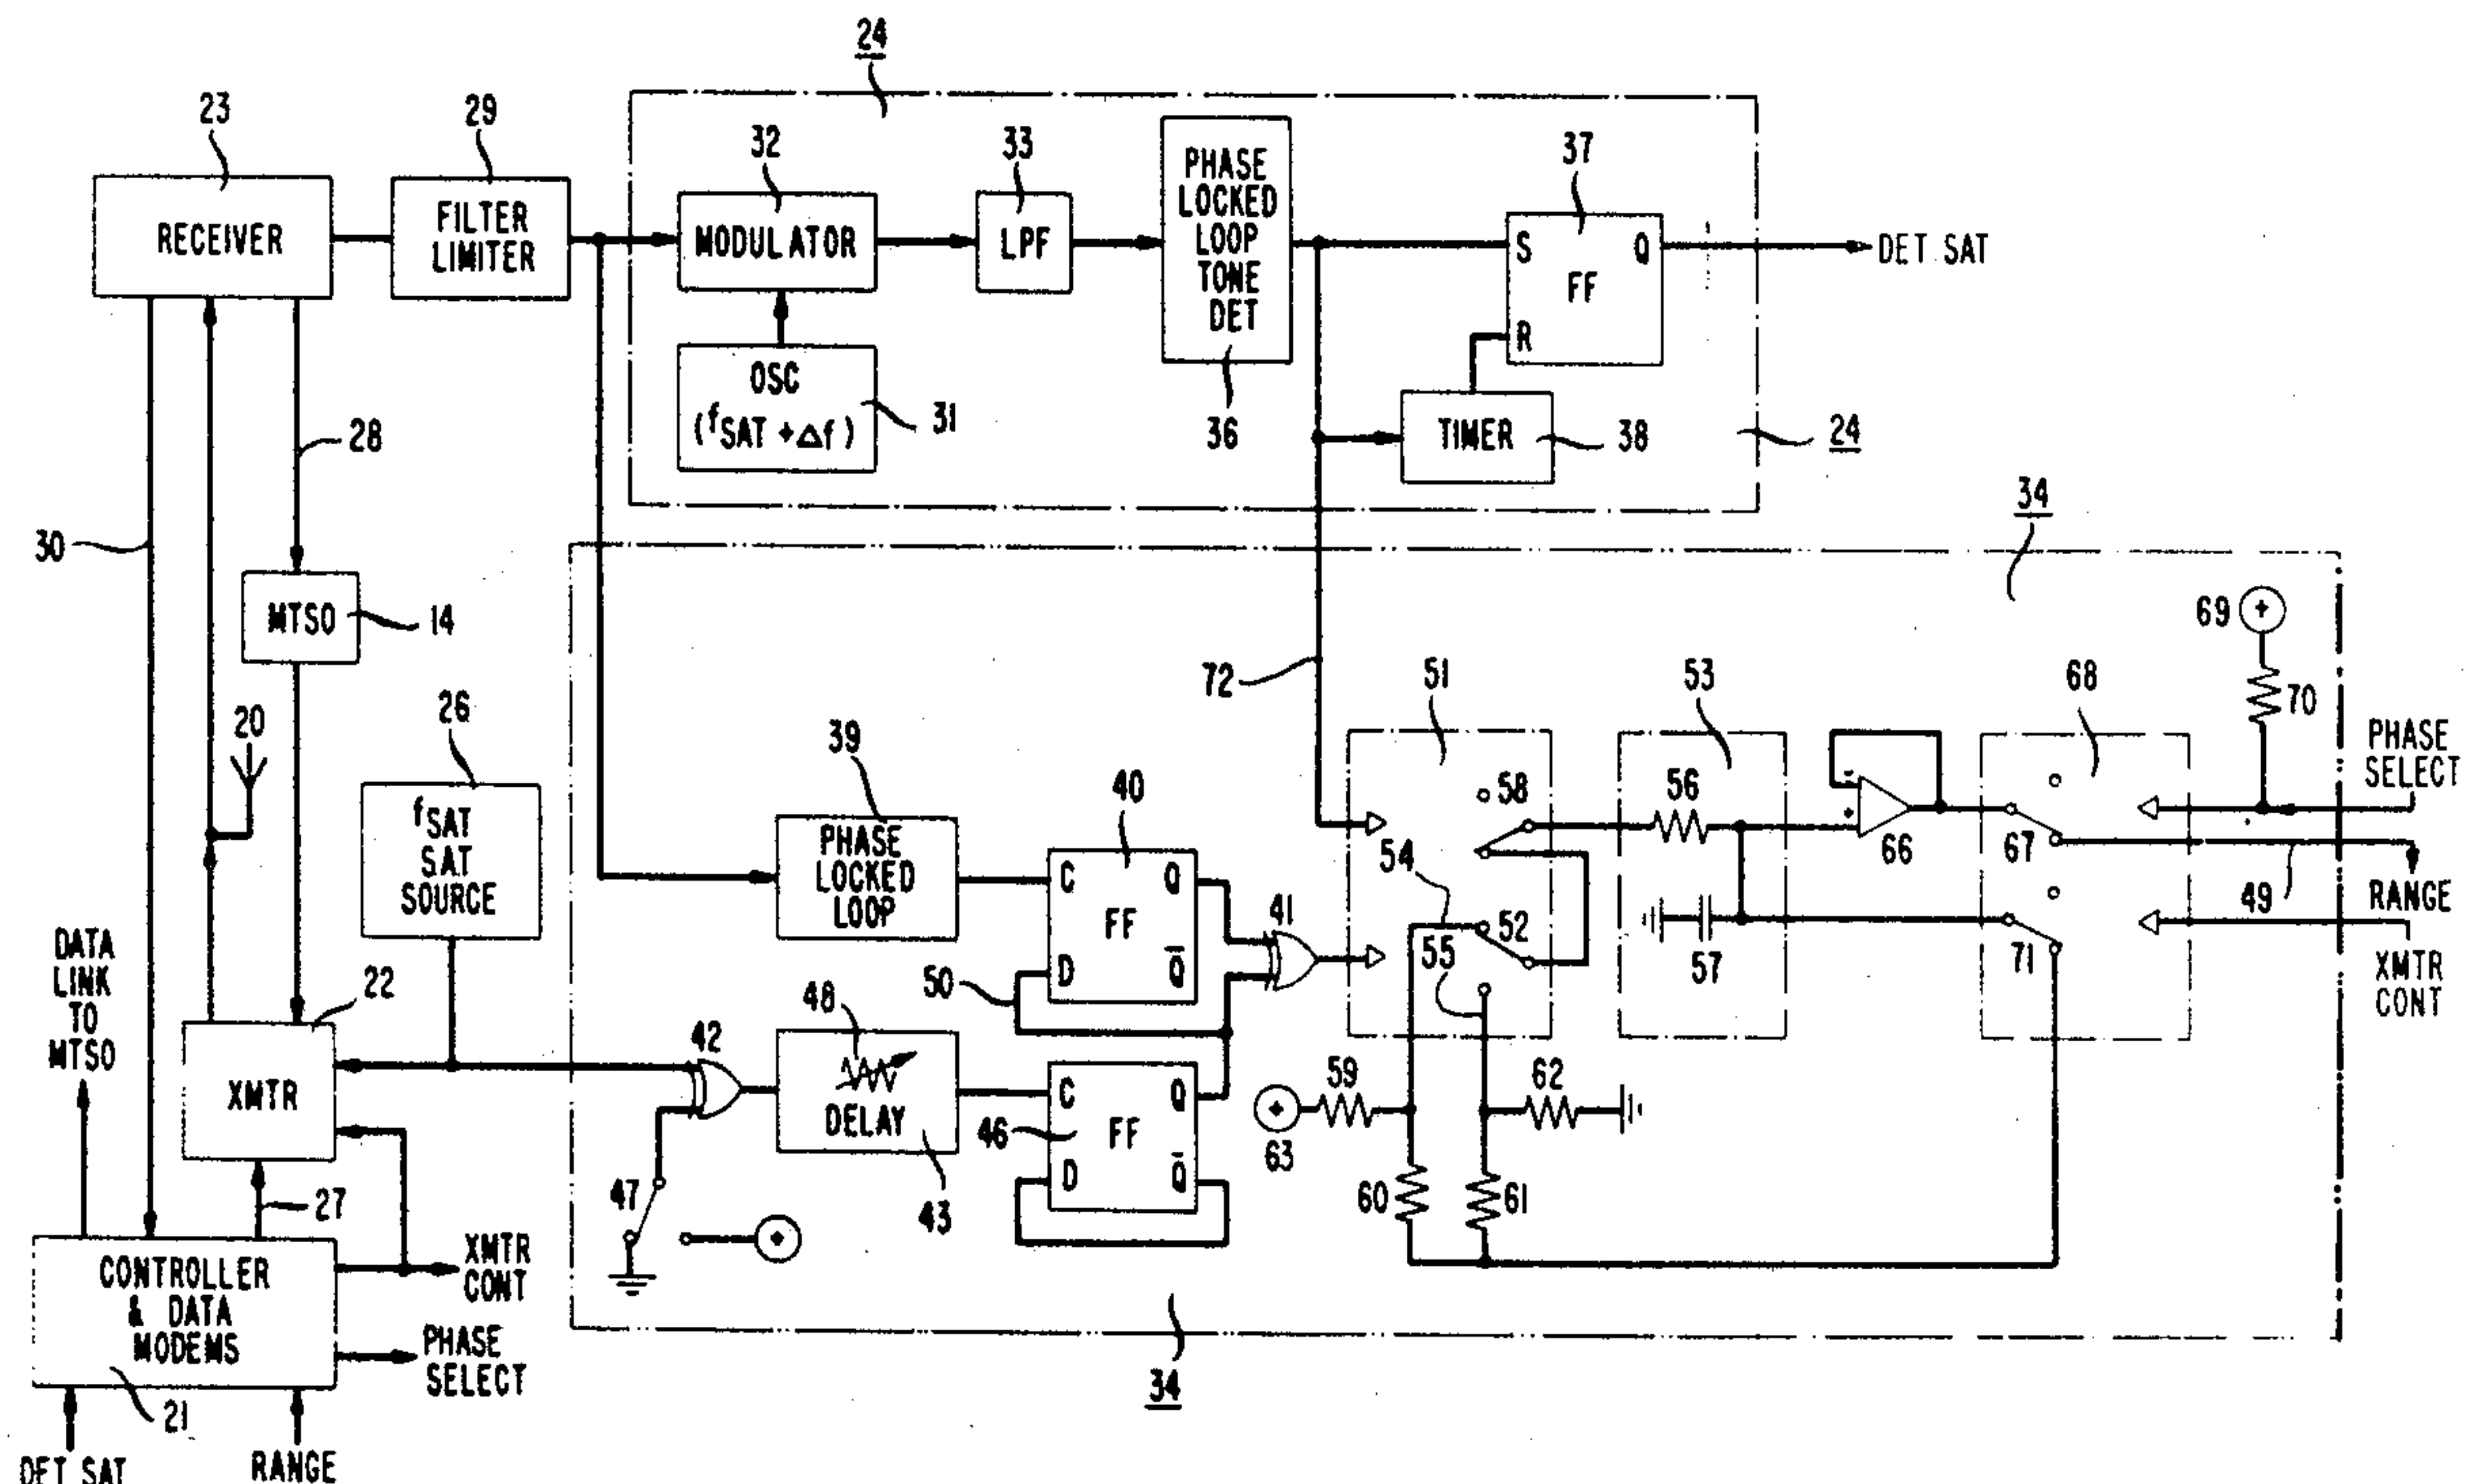 24
23
29
32
33
37
RECEIVER
FILTER
LIMITER
MODULATOR
LPF
PHASE
LOCKED
LOOP
TONE
DET
S
Q
FF
R
DET SAT
OSC
(fSAT + Δf)
31
36
TIMER
38
24
28
30
MTSO
14
34
72
69
70
26
20
fSAT
SAT
SOURCE
39
PHASE
LOCKED
LOOP
40
C
Q
FF
D
Q̄
41
50
51
58
54
52
55
53
56
57
66
68
67
71
PHASE
SELECT
49
RANGE
XMTR
CONT
DATA
LINK
TO
MTSO
22
XMTR
27
42
48
DELAY
43
46
C
Q
FF
D
Q̄
47
59
63
62
60
61
CONTROLLER
& DATA
MODEMS
21
XMTR
CONT
PHASE
SELECT
34
DET SAT
RANGE